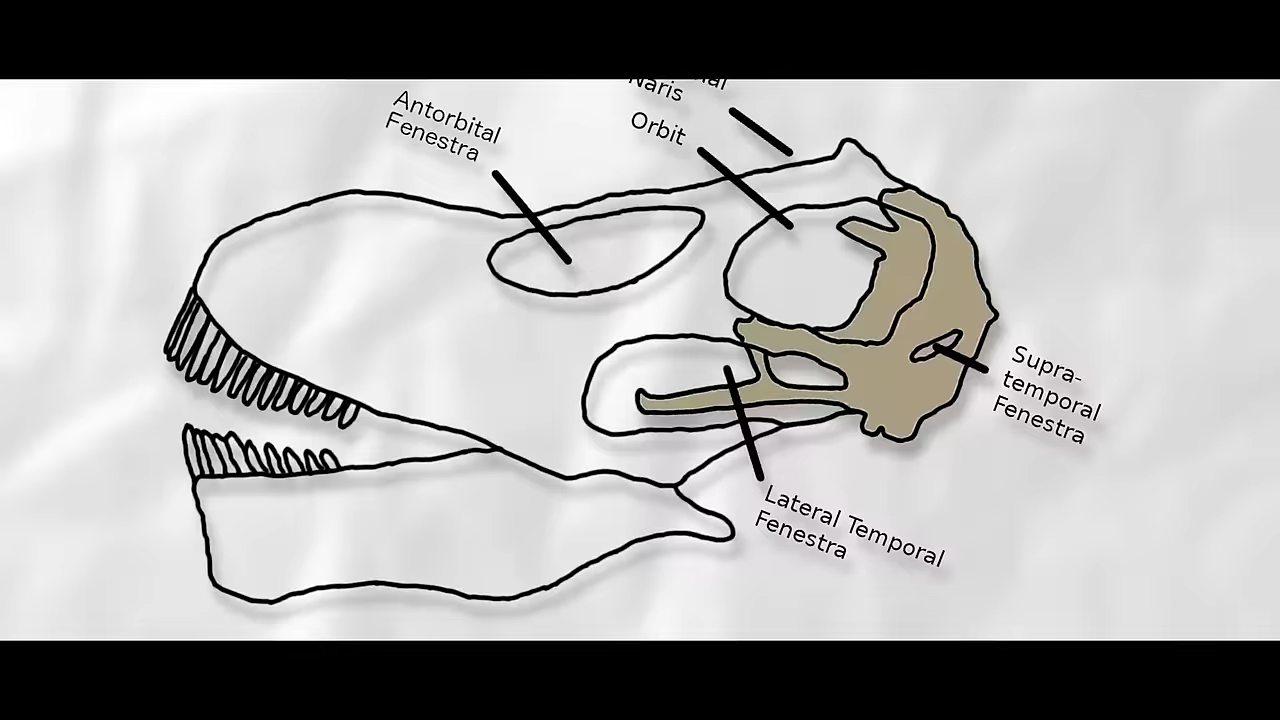 Naris
Orbit
Antorbital
Fenestra
Supra-
temporal
Fenestra
Lateral Temporal
Fenestra